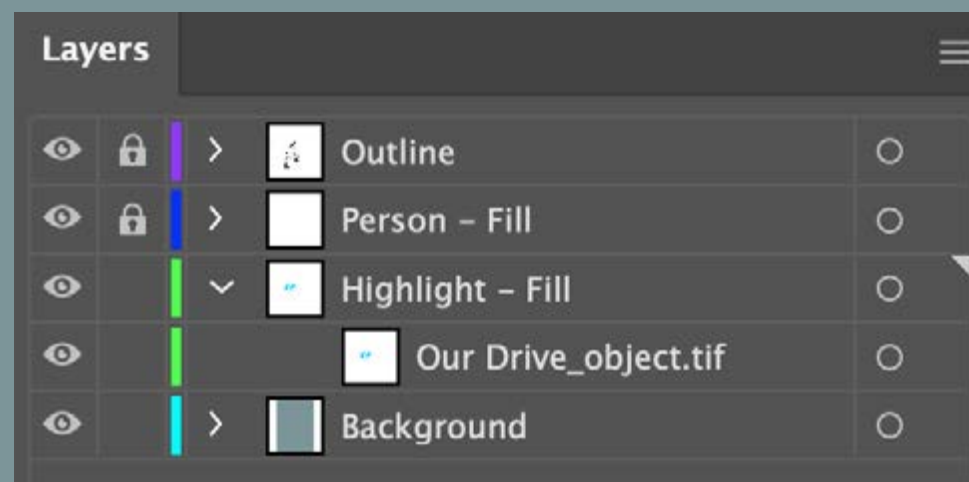 Layers
Outline
Person – Fill
Highlight – Fill
Our Drive_object.tif
Background